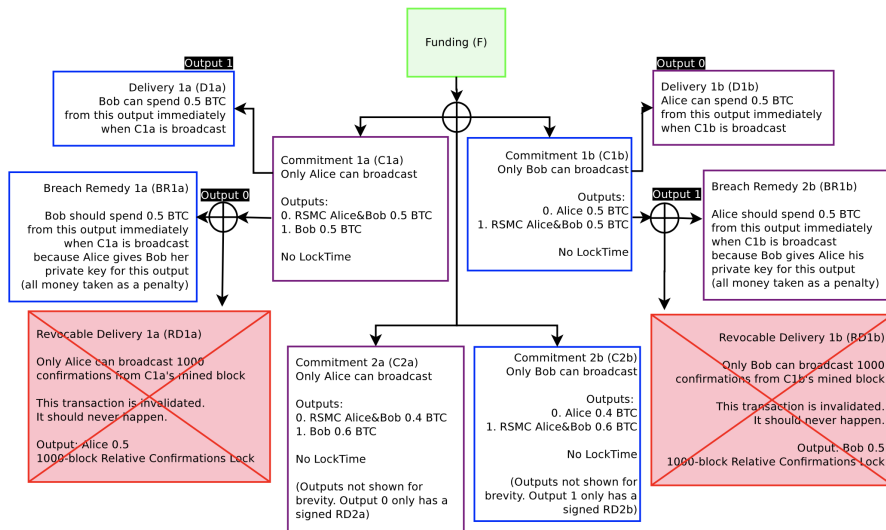 Funding (F)
Output 1
Delivery 1a (D1a)
Bob can spend 0.5 BTC
from this output immediately
when C1a is broadcast
Output 0
Delivery 1b (D1b)
Alice can spend 0.5 BTC
from this output immediately
when C1b is broadcast
Commitment 1a (C1a)
Only Alice can broadcast
Outputs:
0. RSMC Alice&Bob 0.5 BTC
1. Bob 0.5 BTC
No LockTime
Commitment 1b (C1b)
Only Bob can broadcast
Outputs:
0. Alice 0.5 BTC
1. RSMC Alice&Bob 0.5 BTC
No LockTime
Breach Remedy 1a (BR1a)
Bob should spend 0.5 BTC
from this output immediately
when C1a is broadcast
because Alice gives Bob her
private key for this output
(all money taken as a penalty)
Output 0
Output 1
Breach Remedy 2b (BR1b)
Alice should spend 0.5 BTC
from this output immediately
when C1b is broadcast
because Bob gives Alice his
private key for this output
(all money taken as a penalty)
Revocable Delivery 1a (RD1a)
Only Alice can broadcast 1000
confirmations from C1a's mined block
This transaction is invalidated.
It should never happen.
Output: Alice 0.5
1000-block Relative Confirmations Lock
Commitment 2a (C2a)
Only Alice can broadcast
Outputs:
0. RSMC Alice&Bob 0.4 BTC
1. Bob 0.6 BTC
No LockTime
(Outputs not shown for
brevity. Output 0 only has a
signed RD2a)
Commitment 2b (C2b)
Only Bob can broadcast
Outputs:
0. Alice 0.4 BTC
1. RSMC Alice&Bob 0.6 BTC
No LockTime
(Outputs not shown for
brevity. Output 1 only has a
signed RD2b)
Revocable Delivery 1b (RD1b)
Only Bob can broadcast 1000
confirmations from C1b's mined block
This transaction is invalidated.
It should never happen.
Output: Bob 0.5
1000-block Relative Confirmations Lock